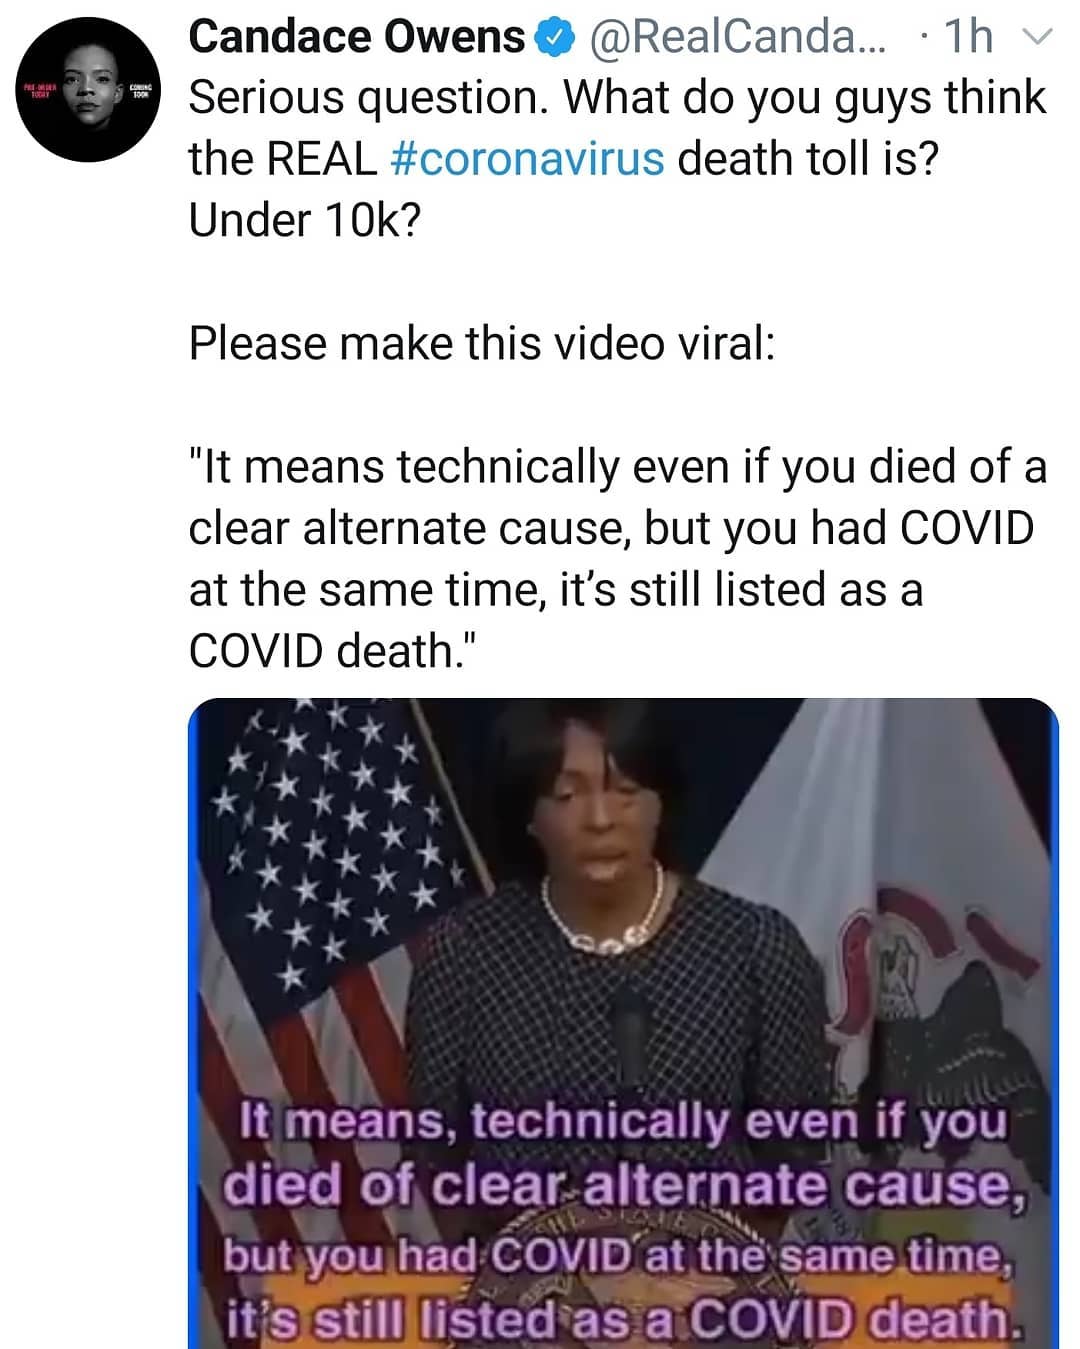 Candace Owens @RealCanda... · 1h
PRE-ORDER TODAY
COMING SOON
Serious question. What do you guys think
the REAL #coronavirus death toll is?
Under 10k?
Please make this video viral:
"It means technically even if you died of a
clear alternate cause, but you had COVID
at the same time, it's still listed as a
COVID death."
It means, technically even if you
died of clear alternate cause,
but you had COVID at the same time,
it's still listed as a COVID death.